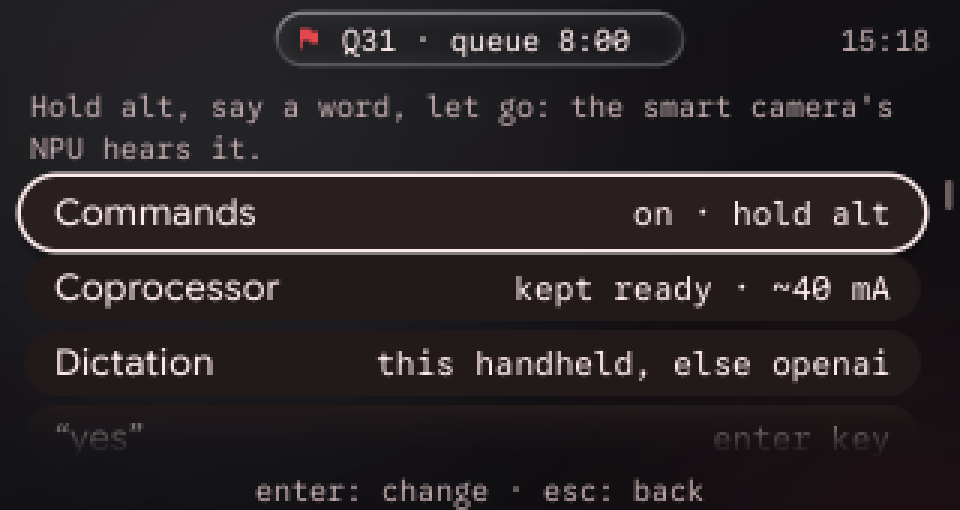 Q31 · queue 8:00
15:18
Hold alt, say a word, let go: the smart camera's
NPU hears it.
Commands on · hold alt
Coprocessor kept ready · ~40 mA
Dictation this handheld, else openai
“yes” enter key
enter: change · esc: back